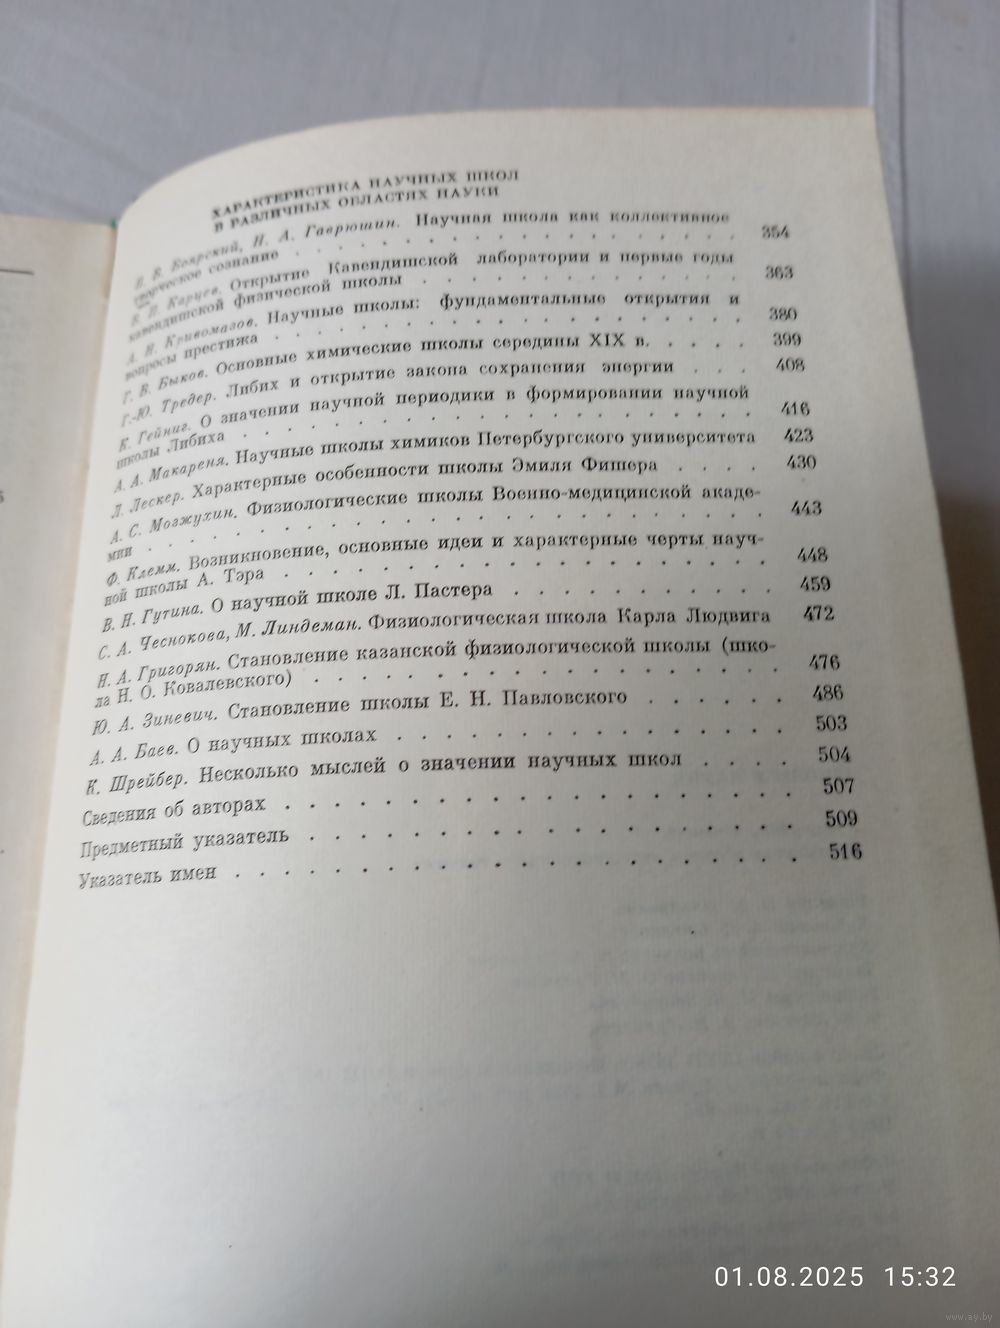 ХАРАКТЕРИСТИКА НАУЧНЫХ ШКОЛ
В РАЗЛИЧНЫХ ОБЛАСТЯХ НАУКИ
В. Боярский, Н. А. Гаврюшин. Научная школа как коллективное
творческое сознание . . . . . . . . . . . . . . . . 354
Карцев. Открытие Кавендишской лаборатории и первые годы
кавендишской физической школы . . . . . . . . . . . 363
А. Н. Кривомазов. Научные школы: фундаментальные открытия и
вопросы престижа . . . . . . . . . . . . . . . . . 380
Г. В. Быков. Основные химические школы середины XIX в. . . . . 399
Г.-Ю. Тредер. Либих и открытие закона сохранения энергии . . . 408
К. Гейниг. О значении научной периодики в формировании научной
школы Либиха . . . . . . . . . . . . . . . . . . . 416
А. А. Макареня. Научные школы химиков Петербургского университета 423
Л. Лескер. Характерные особенности школы Эмиля Фишера . . . . 430
А. С. Мозжухин. Физиологические школы Военно-медицинской акаде-
мии . . . . . . . . . . . . . . . . . . . . . . 443
Ф. Клемм. Возникновение, основные идеи и характерные черты науч-
ной школы А. Тэра . . . . . . . . . . . . . . . . . 448
В. Н. Гутина. О научной школе Л. Пастера . . . . . . . . . . 459
С. А. Чеснокова, М. Линдеман. Физиологическая школа Карла Людвига 472
Н. А. Григорян. Становление казанской физиологической школы (шко-
ла Н. О. Ковалевского) . . . . . . . . . . . . . . . . 476
Ю. А. Зиневич. Становление школы Е. Н. Павловского . . . . . . 486
А. А. Баев. О научных школах . . . . . . . . . . . . . . 503
К. Шрейбер. Несколько мыслей о значении научных школ . . . . 504
Сведения об авторах . . . . . . . . . . . . . . . . . . 507
Предметный указатель . . . . . . . . . . . . . . . . . 509
Указатель имен . . . . . . . . . . . . . . . . . . . . 516
01.08.2025 15:32
www.ay.by